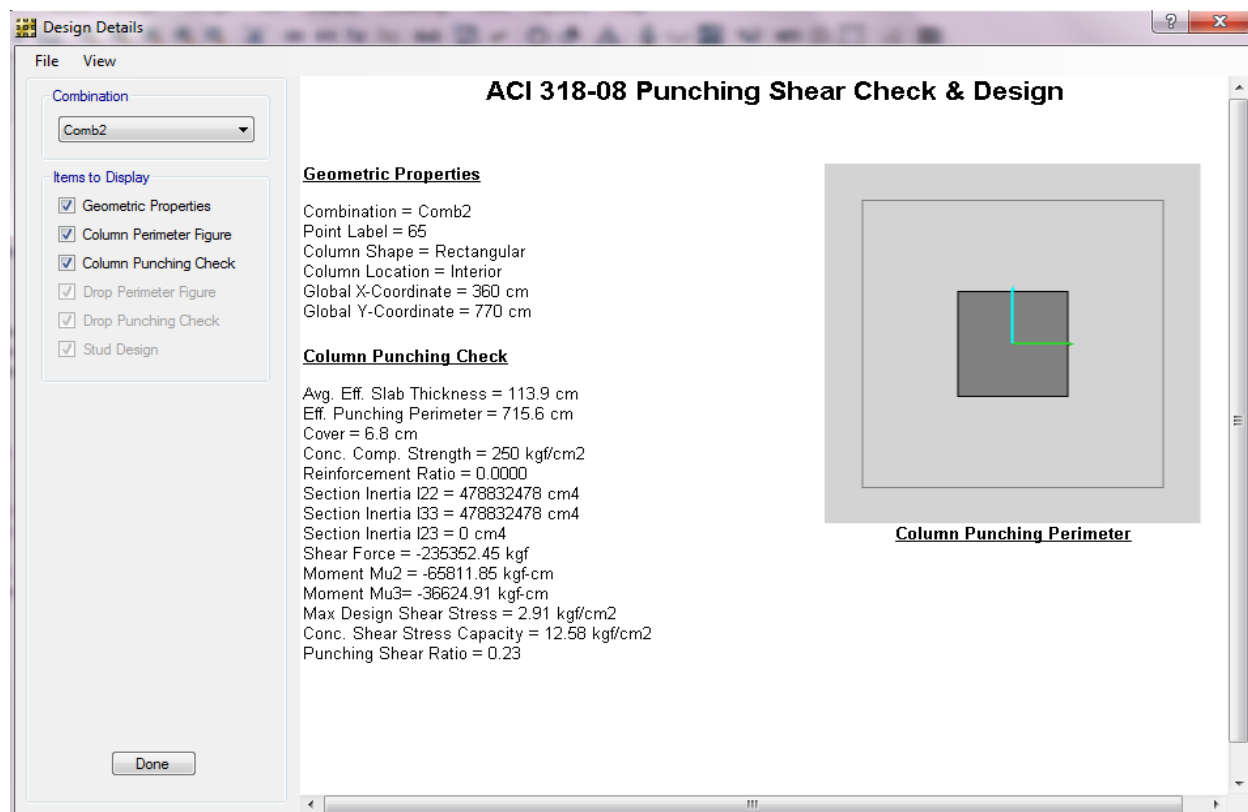 Design Details
File View
Combination
Comb2
Items to Display
Geometric Properties
Column Perimeter Figure
Column Punching Check
Drop Perimeter Figure
Drop Punching Check
Stud Design
Done
ACI 318-08 Punching Shear Check & Design
Geometric Properties
Combination = Comb2
Point Label = 65
Column Shape = Rectangular
Column Location = Interior
Global X-Coordinate = 360 cm
Global Y-Coordinate = 770 cm
Column Punching Check
Avg. Eff. Slab Thickness = 113.9 cm
Eff. Punching Perimeter = 715.6 cm
Cover = 6.8 cm
Conc. Comp. Strength = 250 kgf/cm2
Reinforcement Ratio = 0.0000
Section Inertia I22 = 478832478 cm4
Section Inertia I33 = 478832478 cm4
Section Inertia I23 = 0 cm4
Shear Force = -235352.45 kgf
Moment Mu2 = -65811.85 kgf-cm
Moment Mu3= -36624.91 kgf-cm
Max Design Shear Stress = 2.91 kgf/cm2
Conc. Shear Stress Capacity = 12.58 kgf/cm2
Punching Shear Ratio = 0.23
Column Punching Perimeter